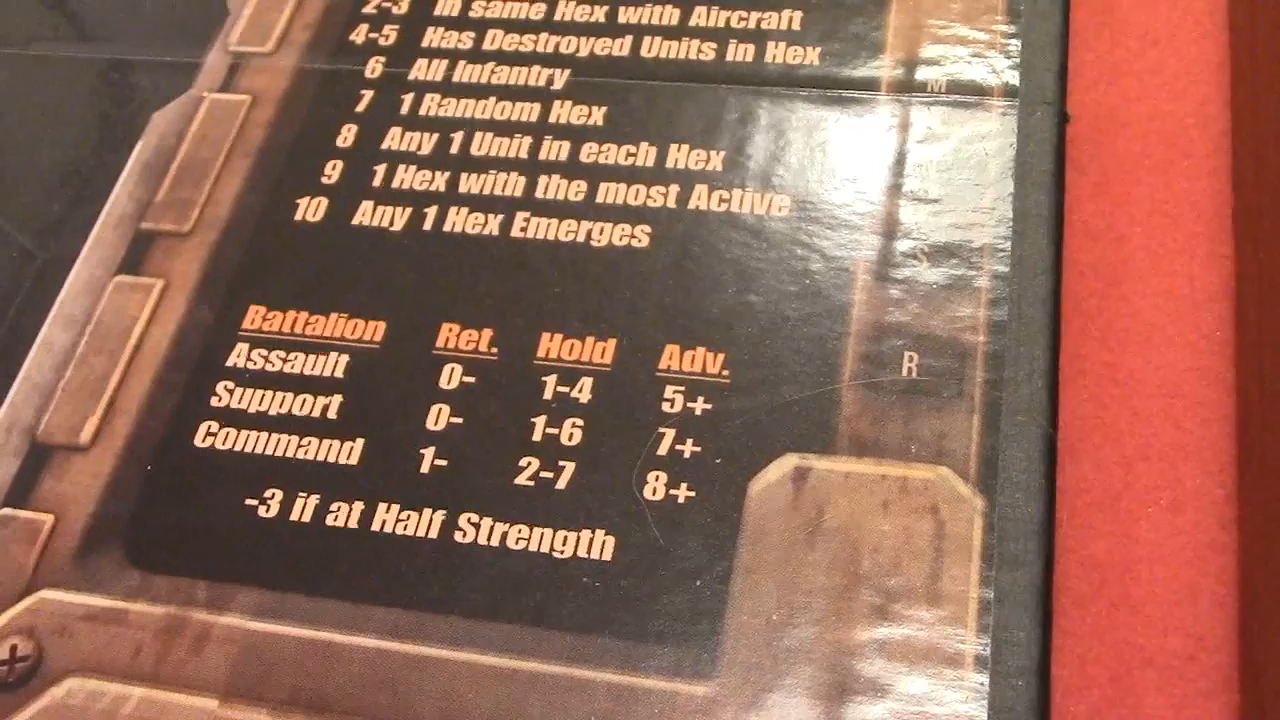 2-3 In same Hex with Aircraft
4-5 Has Destroyed Units in Hex
6 All Infantry
7 1 Random Hex
8 Any 1 Unit in each Hex
9 1 Hex with the most Active
10 Any 1 Hex Emerges
Battalion Ret. Hold Adv.
Assault 0- 1-4 5+
Support 0- 1-6 7+
Command 1- 2-7 8+
-3 if at Half Strength
M
S
R